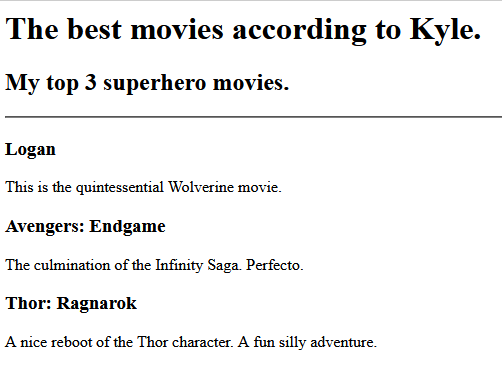 The best movies according to Kyle.
My top 3 superhero movies.
Logan
This is the quintessential Wolverine movie.
Avengers: Endgame
The culmination of the Infinity Saga. Perfecto.
Thor: Ragnarok
A nice reboot of the Thor character. A fun silly adventure.